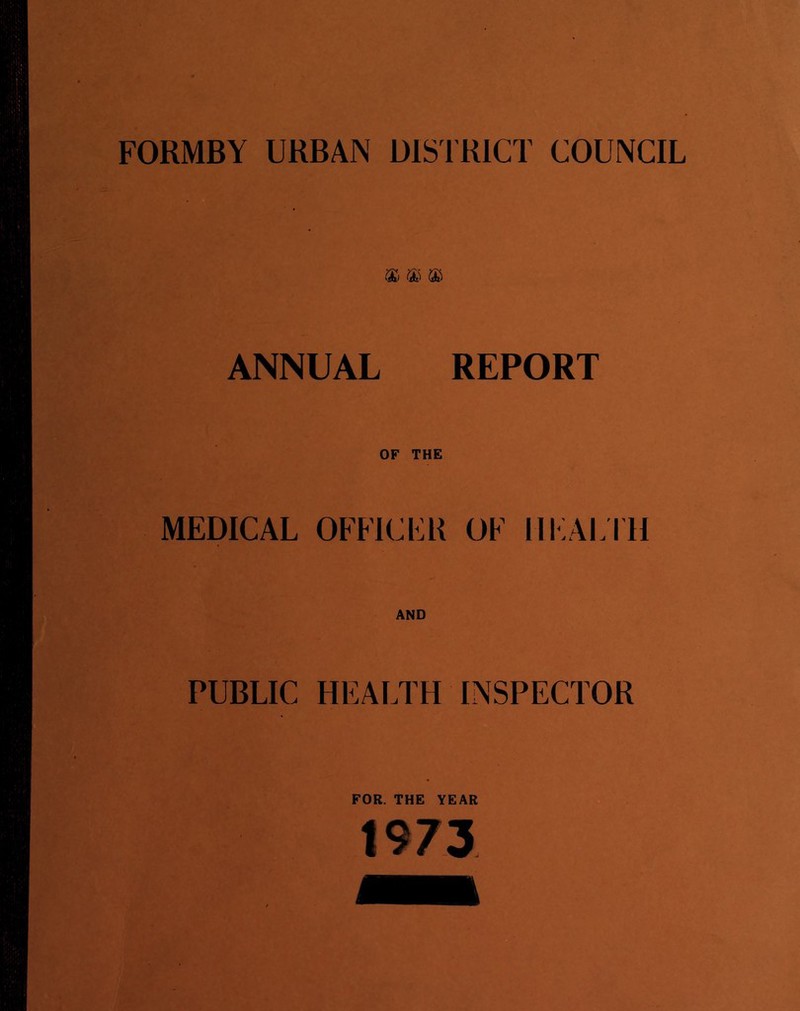 FORMBY URBAN DISTRICT COUNCIL
ANNUAL REPORT
OF THE
MEDICAL OFFICER OF HEALTH
AND
PUBLIC HEALTH INSPECTOR
FOR. THE YEAR
1973